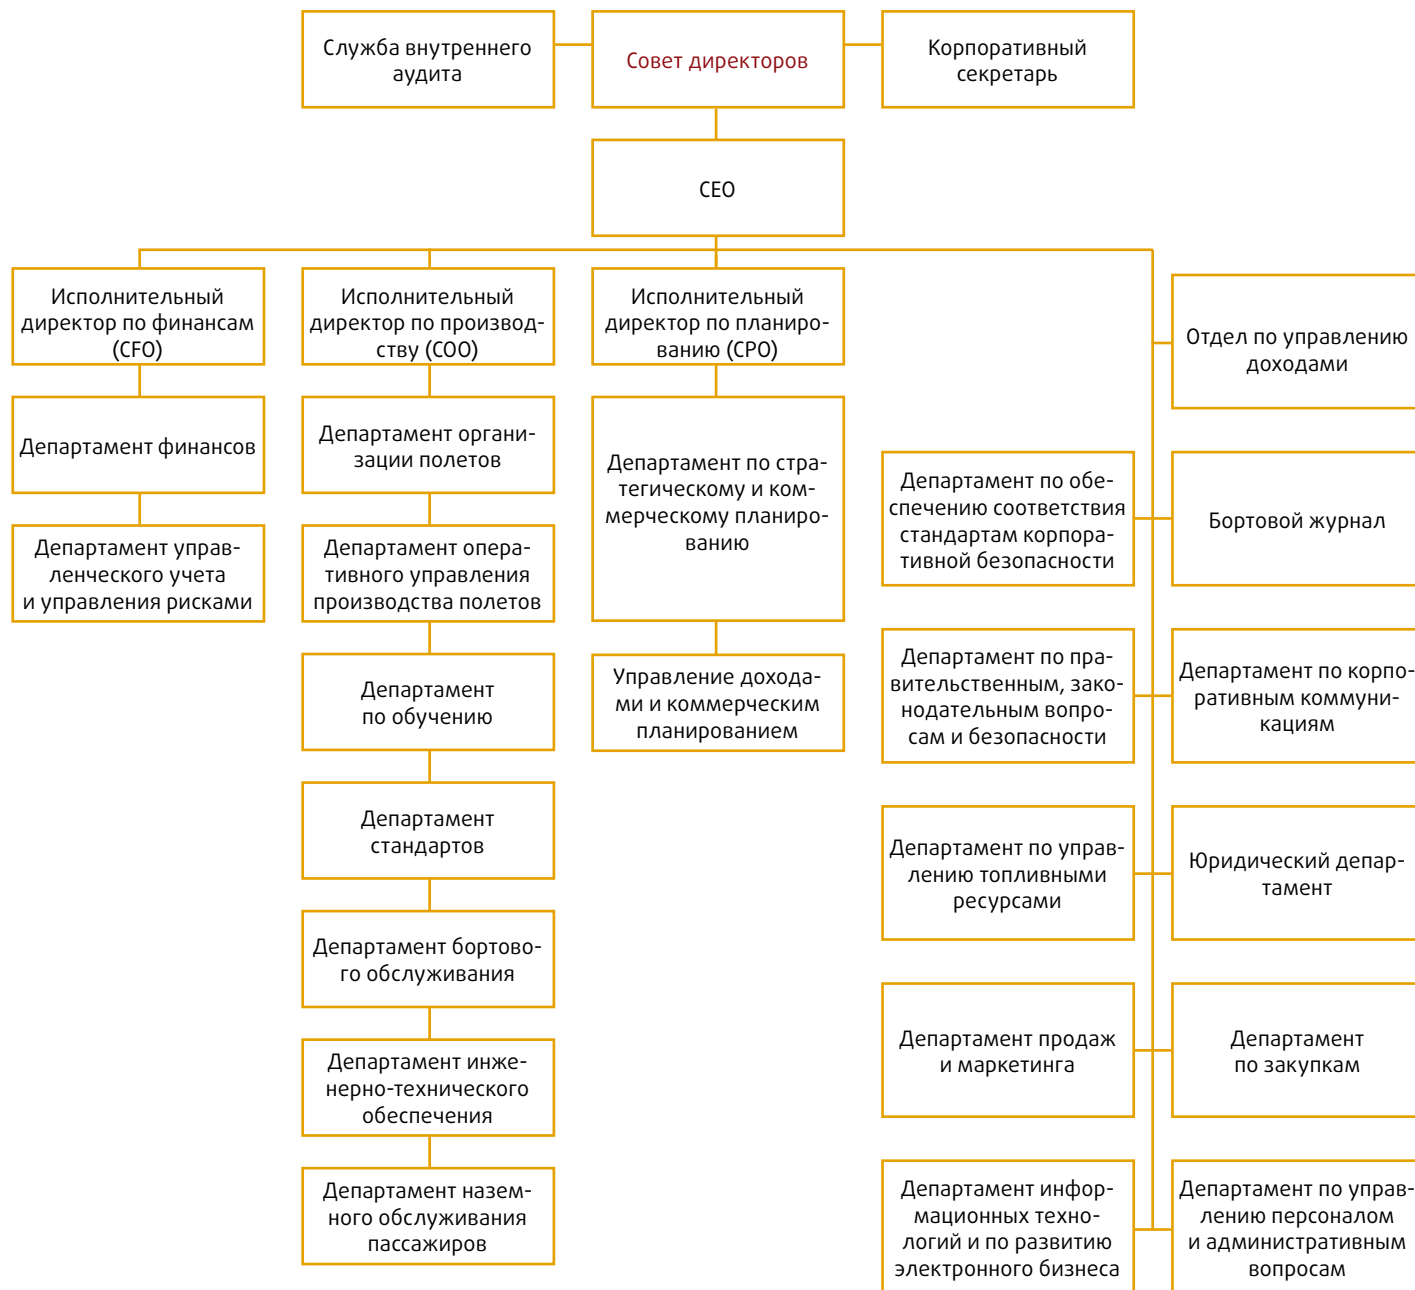 Служба внутреннего
аудита
Совет директоров
Корпоративный
секретарь
CEO
Исполнительный
директор по финансам
(CFO)
Исполнительный
директор по производ-
ству (COO)
Исполнительный
директор по планиро-
ванию (CPO)
Отдел по управлению
доходами
Департамент финансов
Департамент органи-
зации полетов
Департамент по стра-
тегическому и ком-
мерческому планиро-
ванию
Департамент по обе-
спечению соответствия
стандартам корпора-
тивной безопасности
Бортовой журнал
Департамент управ-
ленческого учета
и управления рисками
Департамент опера-
тивного управления
производства полетов
Департамент
по обучению
Управление дохода-
ми и коммерческим
планированием
Департамент по пра-
вительственным, зако-
нодательным вопро-
сам и безопасности
Департамент по корпо-
ративным коммуни-
кациям
Департамент
стандартов
Департамент по управ-
лению топливными
ресурсами
Юридический депар-
тамент
Департамент бортово-
го обслуживания
Департамент продаж
и маркетинга
Департамент
по закупкам
Департамент инже-
нерно-технического
обеспечения
Департамент назем-
ного обслуживания
пассажиров
Департамент инфор-
мационных техно-
логий и по развитию
электронного бизнеса
Департамент по управ-
лению персоналом
и административным
вопросам